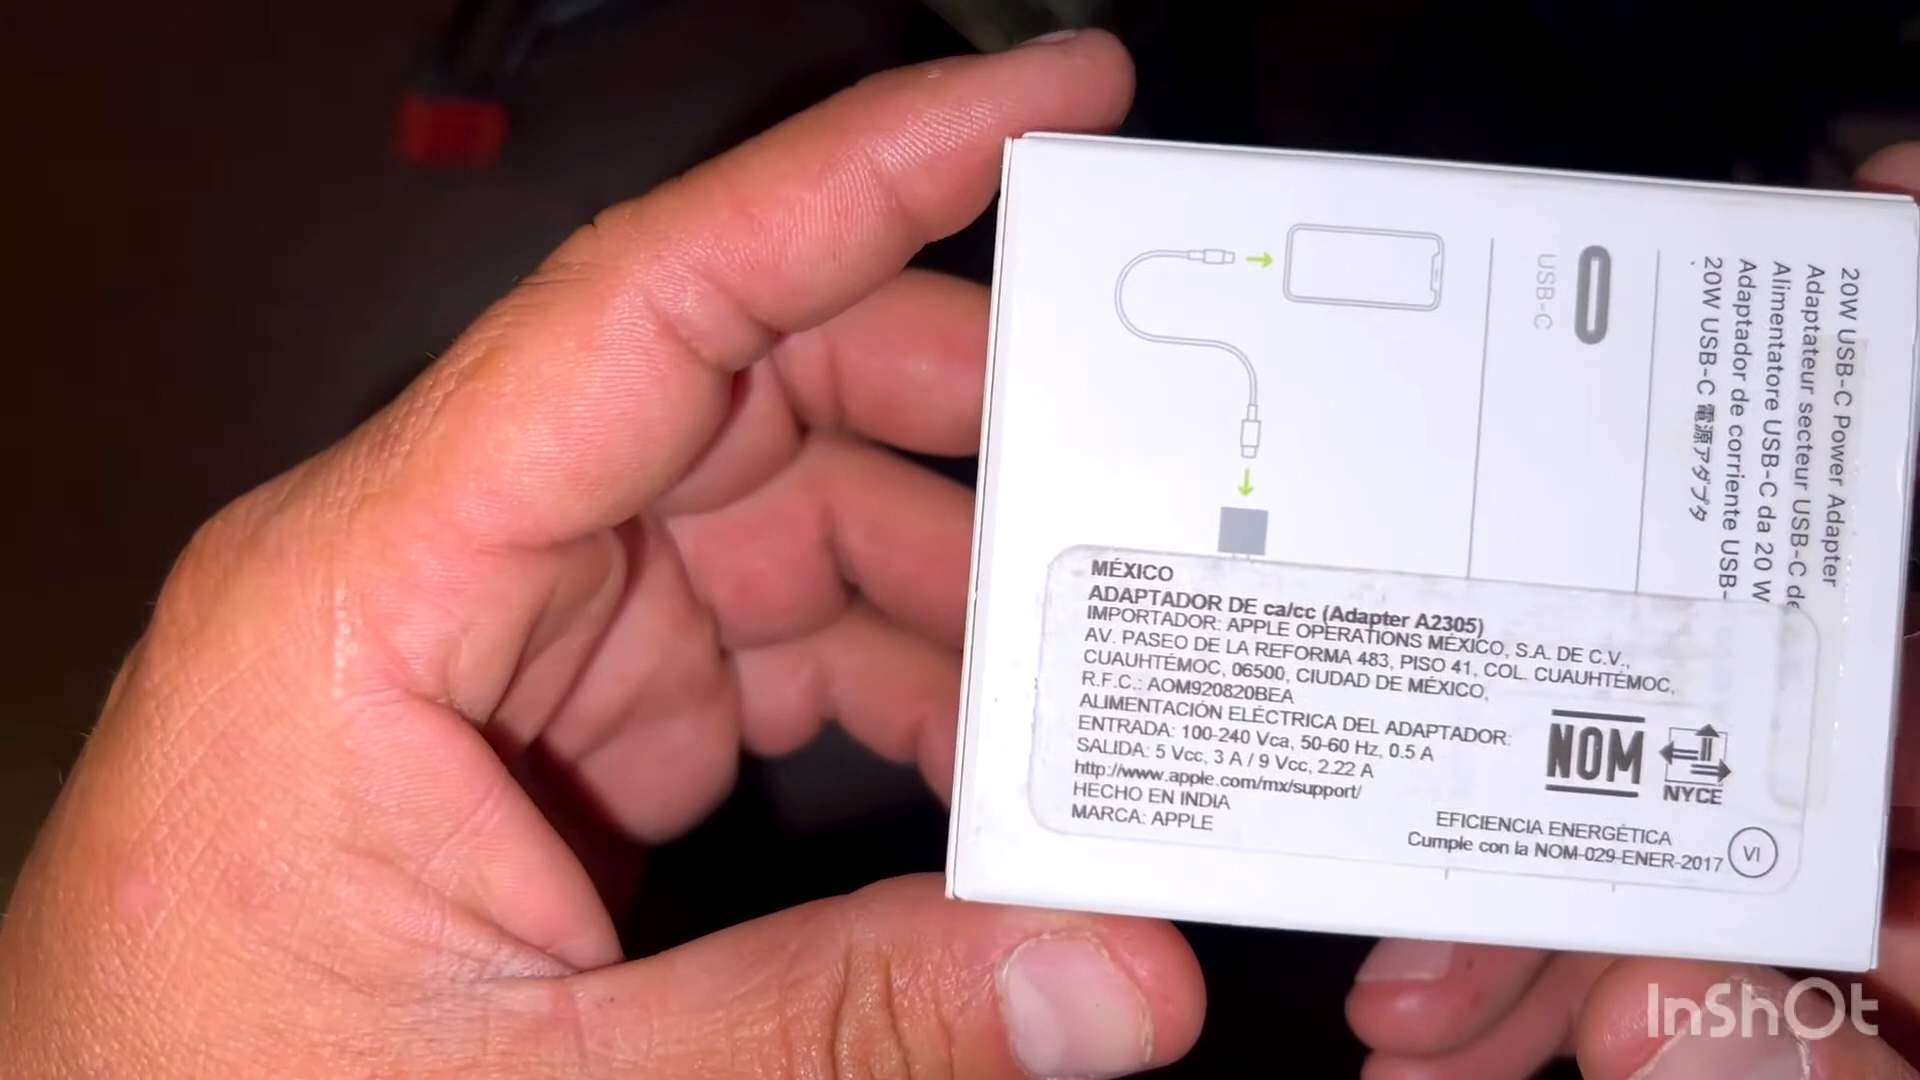 USB-C
20W USB-C Power Adapter
Adaptateur secteur USB-C de
Alimentatore USB-C da 20 W
Adaptador de corriente USB-
20W USB-C 電源アダプタ
MÉXICO
ADAPTADOR DE ca/cc (Adapter A2305)
IMPORTADOR: APPLE OPERATIONS MÉXICO, S.A. DE C.V.,
AV. PASEO DE LA REFORMA 483, PISO 41, COL. CUAUHTÉMOC,
CUAUHTÉMOC, 06500, CIUDAD DE MÉXICO,
R.F.C.: AOM920820BEA
ALIMENTACIÓN ELÉCTRICA DEL ADAPTADOR:
ENTRADA: 100-240 Vca, 50-60 Hz, 0.5 A
SALIDA: 5 Vcc, 3 A / 9 Vcc, 2.22 A
http://www.apple.com/mx/support/
HECHO EN INDIA
MARCA: APPLE
NOM
NYCE
EFICIENCIA ENERGÉTICA
Cumple con la NOM-029-ENER-2017
VI
InShOt